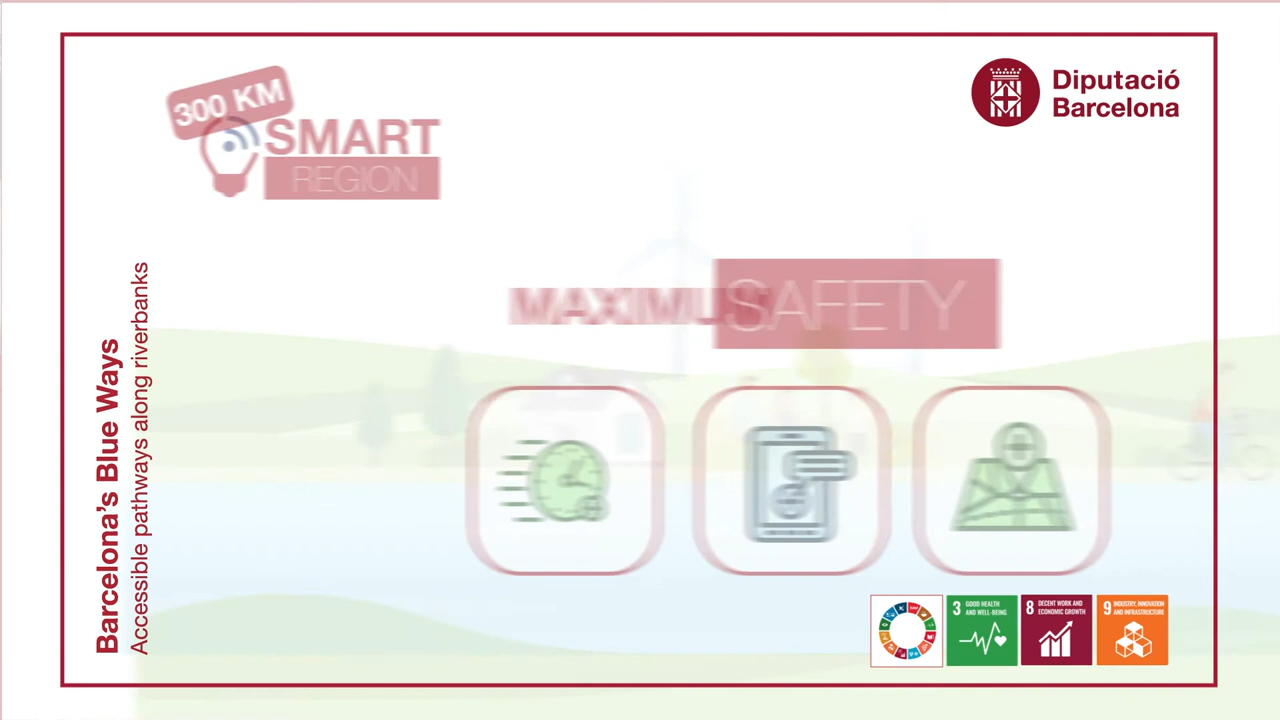 300 KM
SMART
REGION
Diputació
Barcelona
MAXIMUM SAFETY
Barcelona's Blue Ways
Accessible pathways along riverbanks
3 GOOD HEALTH
AND WELL-BEING
8 DECENT WORK AND
ECONOMIC GROWTH
9 INDUSTRY, INNOVATION
AND INFRASTRUCTURE